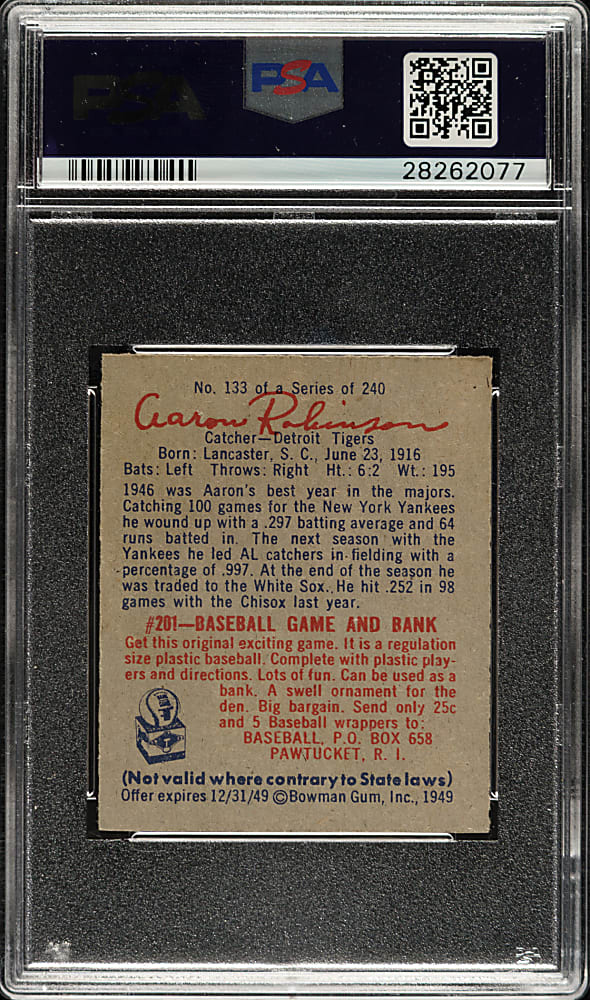 PSA
PSA
28262077
No. 133 of a Series of 240
Aaron Robinson
Catcher—Detroit Tigers
Born: Lancaster, S. C., June 23, 1916
Bats: Left Throws: Right Ht.: 6:2 Wt.: 195
1946 was Aaron's best year in the majors.
Catching 100 games for the New York Yankees
he wound up with a .297 batting average and 64
runs batted in. The next season with the
Yankees he led AL catchers in fielding with a
percentage of .997. At the end of the season he
was traded to the White Sox. He hit .252 in 98
games with the Chisox last year.
#201—BASEBALL GAME AND BANK
Get this original exciting game. It is a regulation
size plastic baseball. Complete with plastic play-
ers and directions. Lots of fun. Can be used as a
bank. A swell ornament for the
den. Big bargain. Send only 25c
and 5 Baseball wrappers to:
BASEBALL, P.O. BOX 658
PAWTUCKET, R. I.
(Not valid where contrary to State laws)
Offer expires 12/31/49 ©Bowman Gum, Inc., 1949